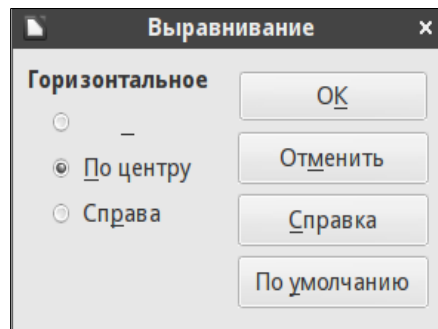 Выравнивание
Горизонтальное
По центру
Справа
OK
Отменить
Справка
По умолчанию